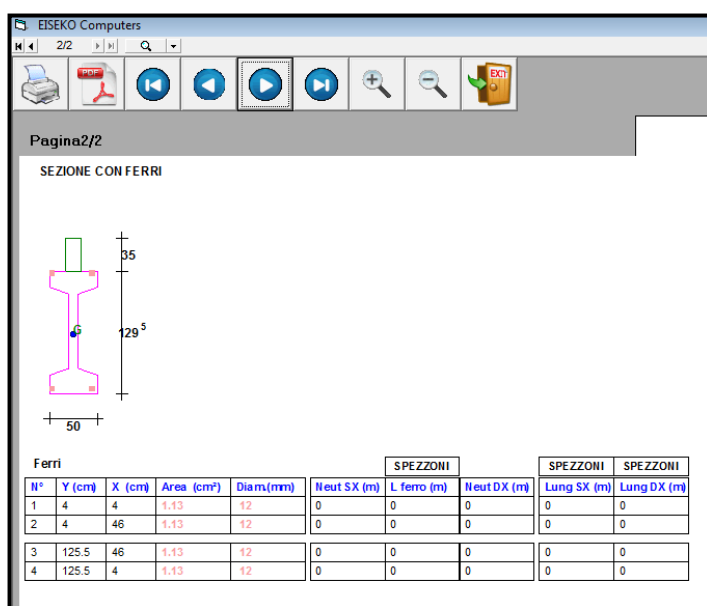 EISEKO Computers
2/2
PDF
EXIT
Pagina2/2
SEZIONE CON FERRI
35
G
129 5
50
Ferri SPEZZONI SPEZZONI SPEZZONI
N° Y (cm) X (cm) Area (cm²) Diam.(mm) Neut SX (m) L ferro (m) Neut DX (m) Lung SX (m) Lung DX (m)
1 4 4 1.13 12 0 0 0 0 0
2 4 46 1.13 12 0 0 0 0 0
3 125.5 46 1.13 12 0 0 0 0 0
4 125.5 4 1.13 12 0 0 0 0 0